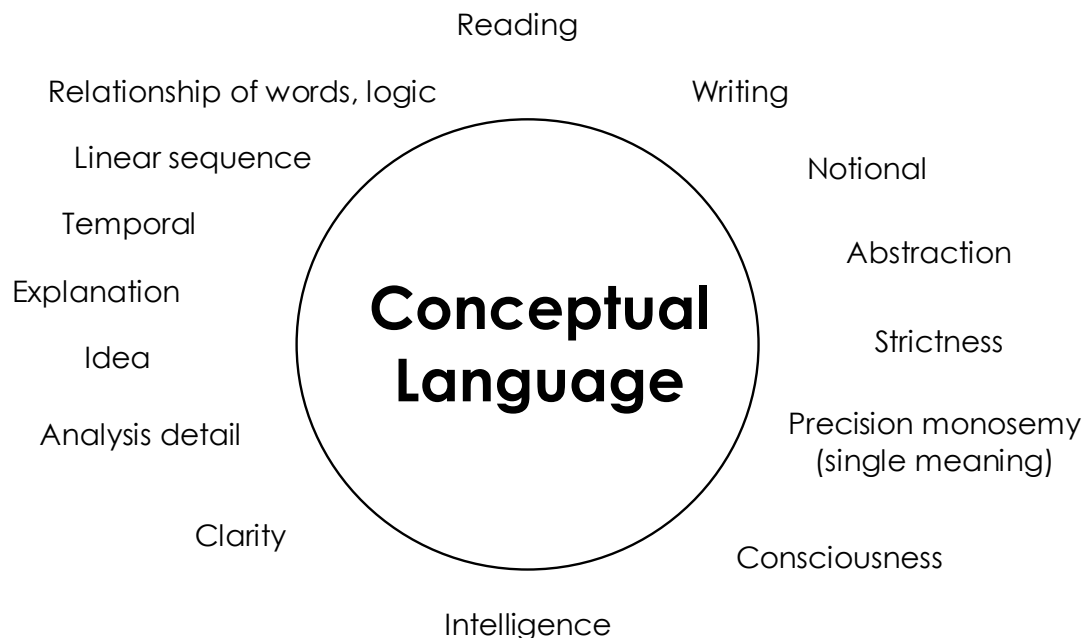 Reading
Relationship of words, logic
Writing
Linear sequence
Notional
Temporal
Abstraction
Explanation
Conceptual
Language
Strictness
Idea
Analysis detail
Precision monosemy
(single meaning)
Clarity
Consciousness
Intelligence